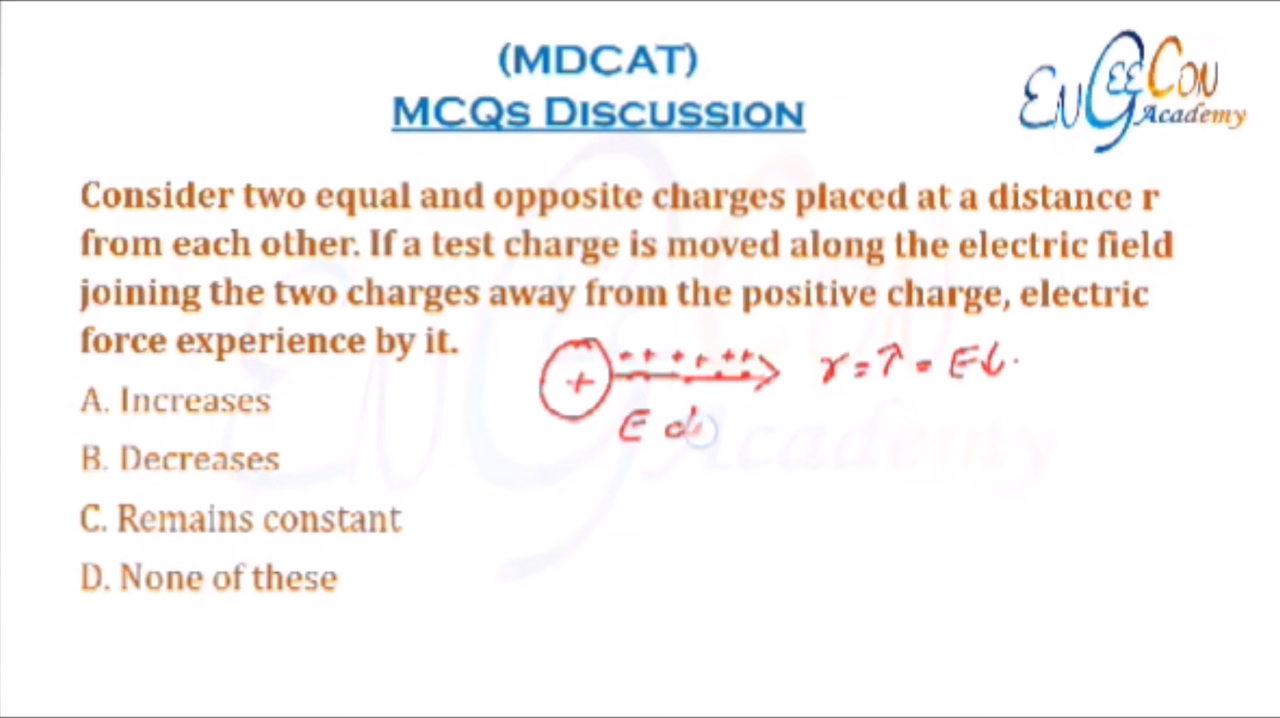 (MDCAT)
MCQs DISCUSSION
EnGeeCon
Academy
Consider two equal and opposite charges placed at a distance r
from each other. If a test charge is moved along the electric field
joining the two charges away from the positive charge, electric
force experience by it.
+ + + + + + +
r = ↑ - E↓.
E
A. Increases
B. Decreases
C. Remains constant
D. None of these
Academy